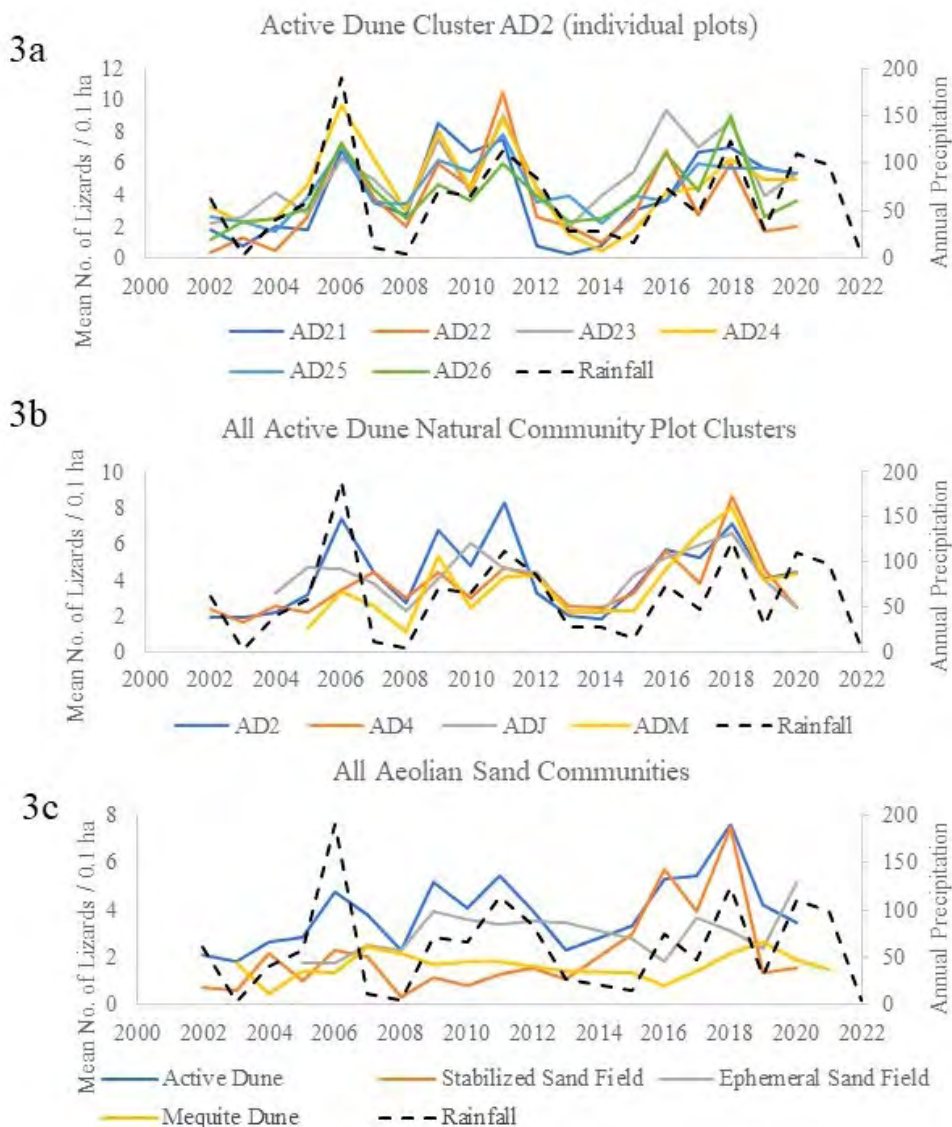 3a
Active Dune Cluster AD2 (individual plots)
Mean No. of Lizards / 0.1 ha
12
10
8
6
4
2
0
200
150
100
50
0
Annual Precipitation
2000 2002 2004 2006 2008 2010 2012 2014 2016 2018 2020 2022
AD21 AD22 AD23 AD24
AD25 AD26 Rainfall
3b
All Active Dune Natural Community Plot Clusters
Mean No. of Lizards / 0.1 ha
10
8
6
4
2
0
200
150
100
50
0
Annual Precipitation
2000 2002 2004 2006 2008 2010 2012 2014 2016 2018 2020 2022
AD2 AD4 ADJ ADM Rainfall
3c
All Aeolian Sand Communities
Mean No. of Lizards / 0.1 ha
8
6
4
2
0
200
150
100
50
0
Annual Precipitation
2000 2002 2004 2006 2008 2010 2012 2014 2016 2018 2020 2022
Active Dune Stabilized Sand Field Ephemeral Sand Field
Mequite Dune Rainfall